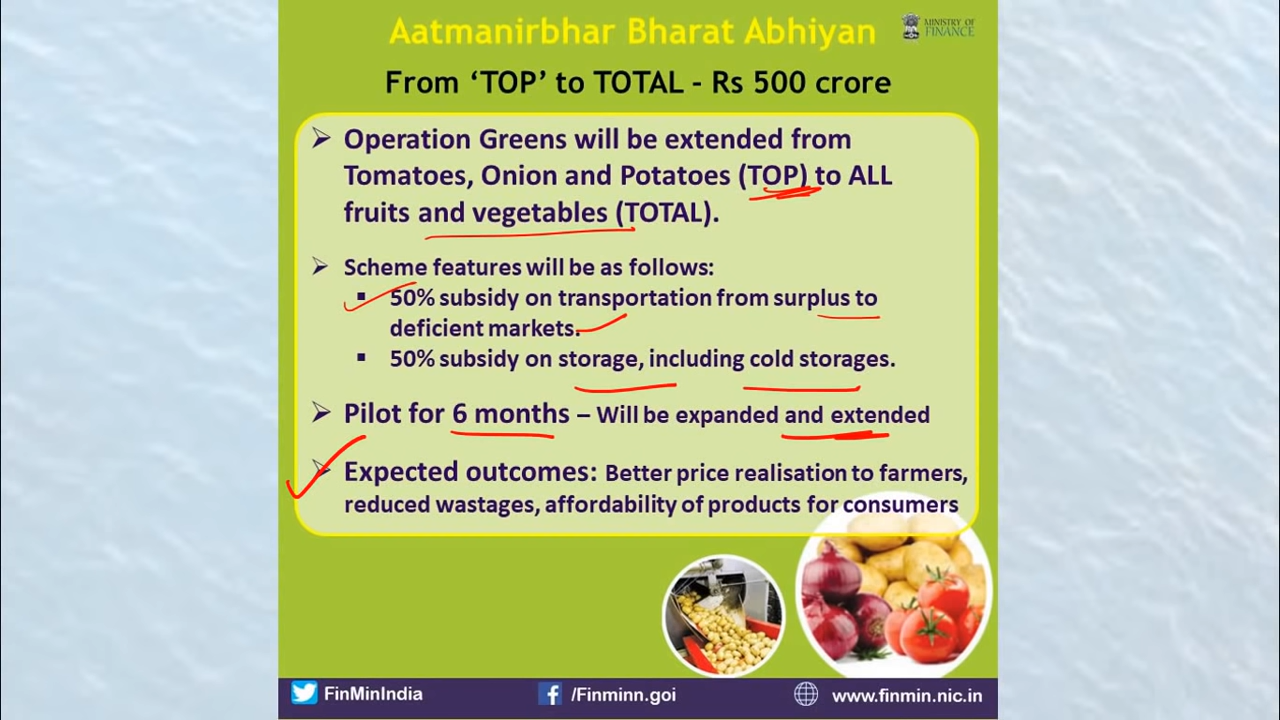 Aatmanirbhar Bharat Abhiyan
MINISTRY OF
FINANCE
From ‘TOP’ to TOTAL - Rs 500 crore
➢ Operation Greens will be extended from
Tomatoes, Onion and Potatoes (TOP) to ALL
fruits and vegetables (TOTAL).
➢ Scheme features will be as follows:
▪ 50% subsidy on transportation from surplus to
deficient markets.
▪ 50% subsidy on storage, including cold storages.
➢ Pilot for 6 months – Will be expanded and extended
➢ Expected outcomes: Better price realisation to farmers,
reduced wastages, affordability of products for consumers
FinMinIndia
/Finminn.goi
www.finmin.nic.in